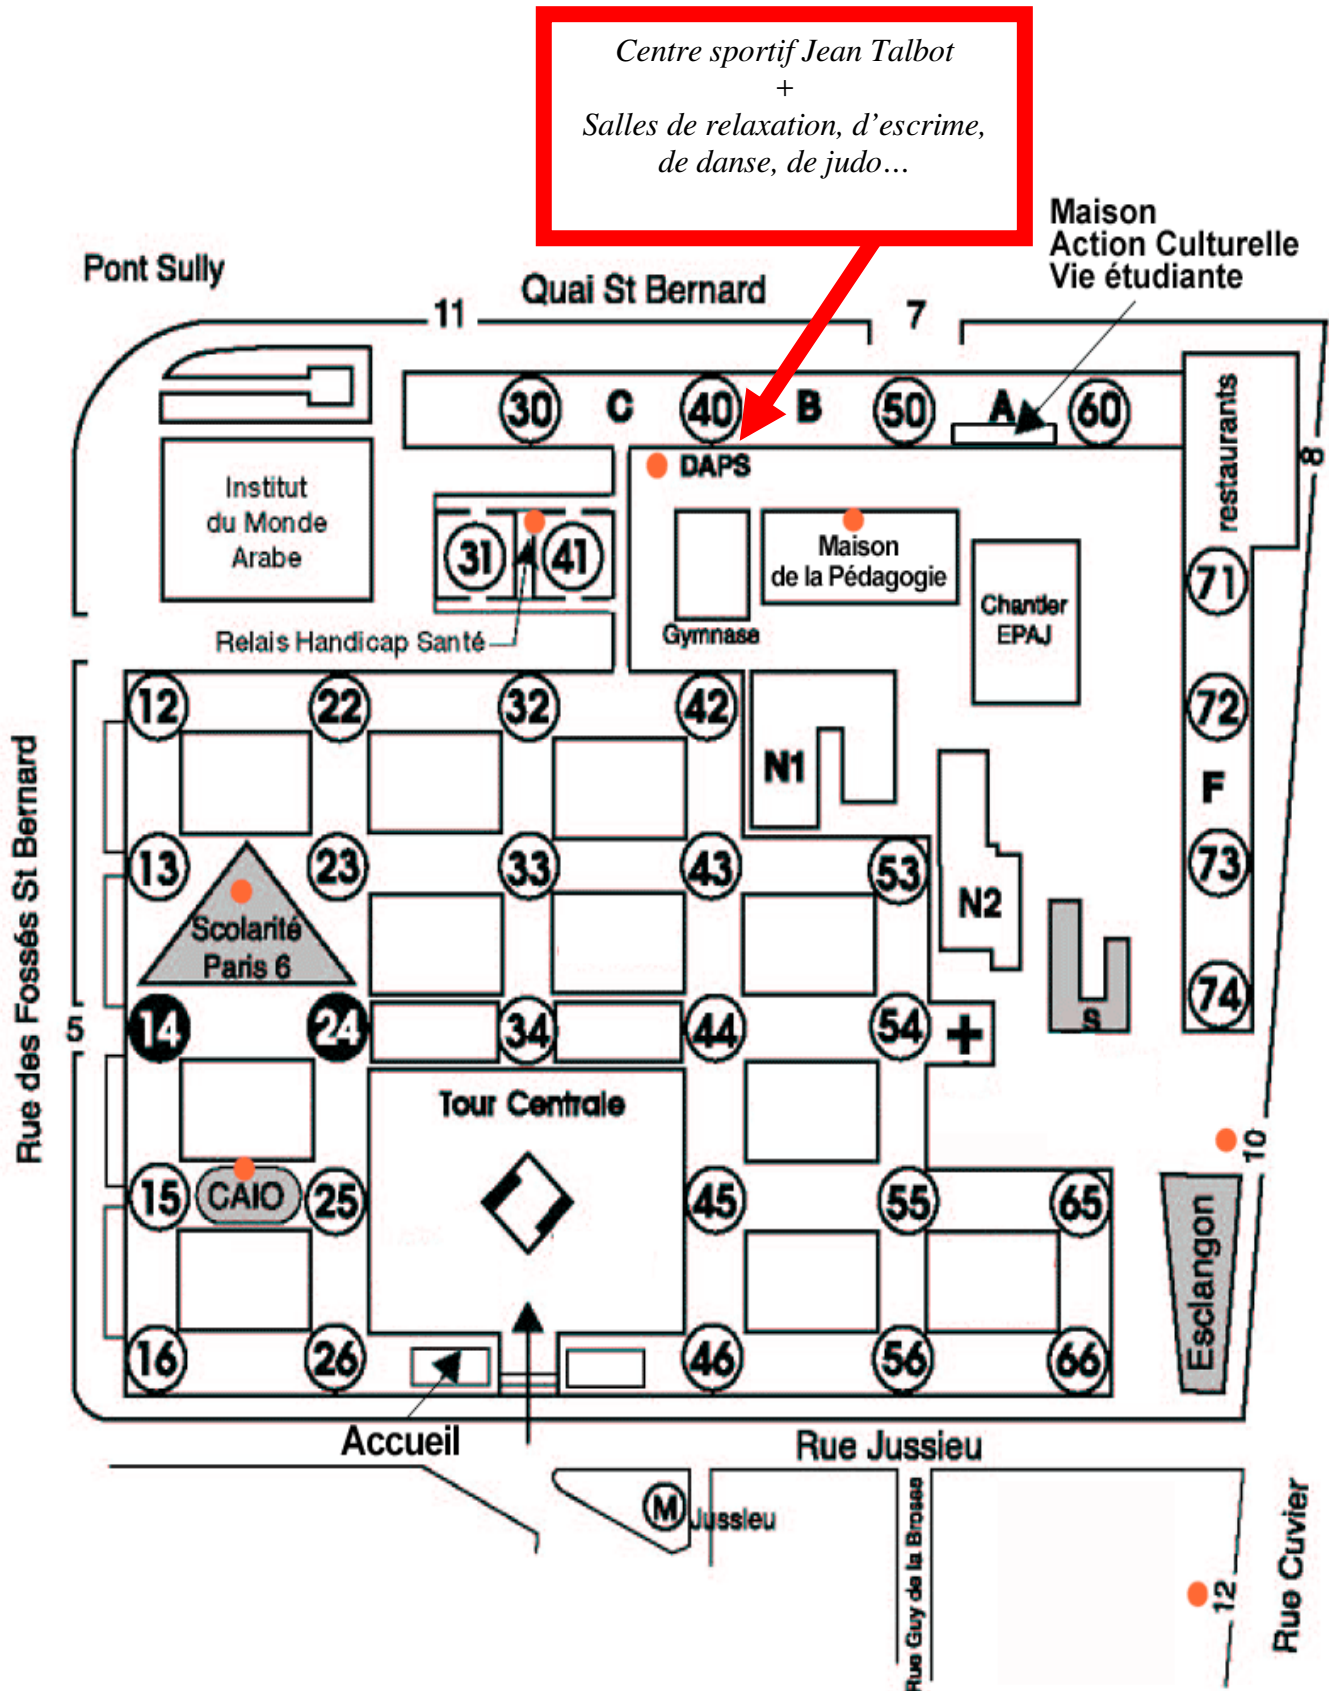 Centre sportif Jean Talbot
+
Salles de relaxation, d'escrime,
de danse, de judo…
Maison
Action Culturelle
Vie étudiante
Pont Sully
Quai St Bernard
11
7
30
C
40
B
50
A
60
restaurants
8
DAPS
Institut
du Monde
Arabe
31
41
Maison
de la Pédagogie
Chantier
EPAJ
71
Gymnase
Relais Handicap Santé
12
22
32
42
72
N1
F
Rue des Fossés St Bernard
13
23
33
43
53
73
N2
Scolarité
Paris 6
74
5
14
24
34
44
54
+
S
Tour Centrale
10
15
CAIO
25
45
55
65
Esclangon
16
26
46
56
66
Accueil
Rue Jussieu
M
Jussieu
Rue Guy de la Brosse
12
Rue Cuvier